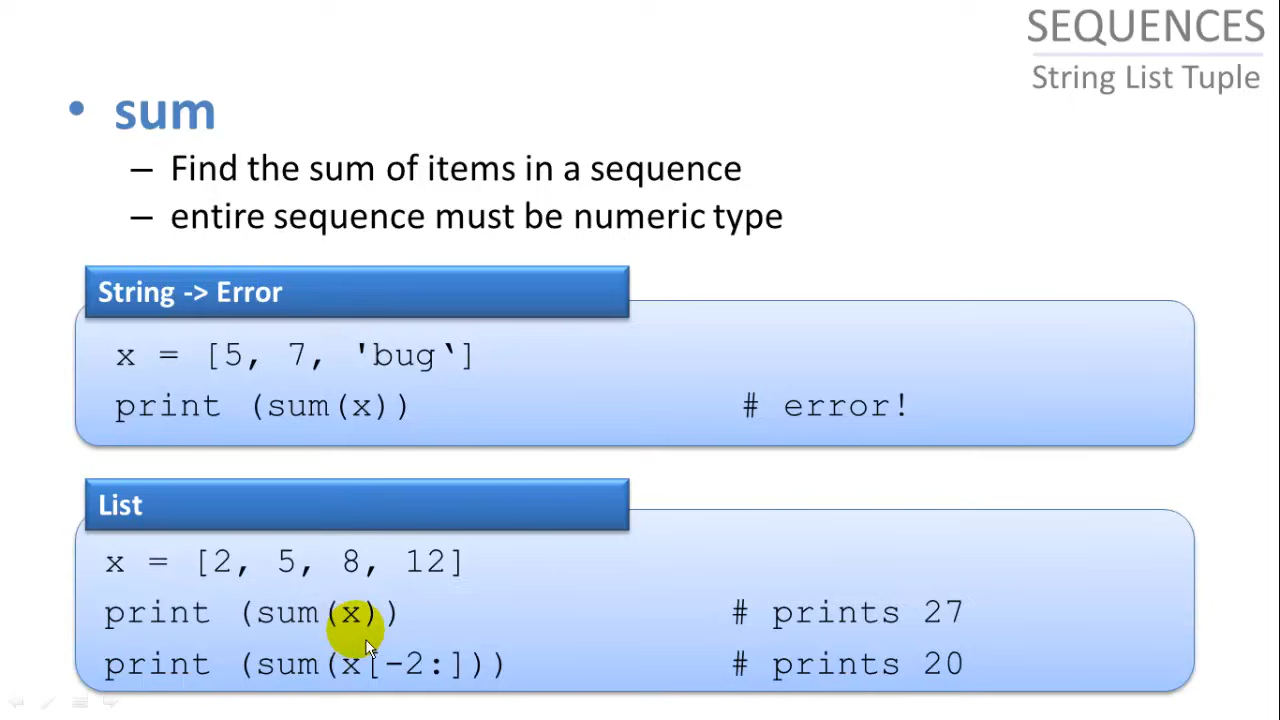 SEQUENCES
String List Tuple
• sum
– Find the sum of items in a sequence
– entire sequence must be numeric type
String -> Error
x = [5, 7, 'bug‘]
print (sum(x)) # error!
List
x = [2, 5, 8, 12]
print (sum(x)) # prints 27
print (sum(x[-2:])) # prints 20